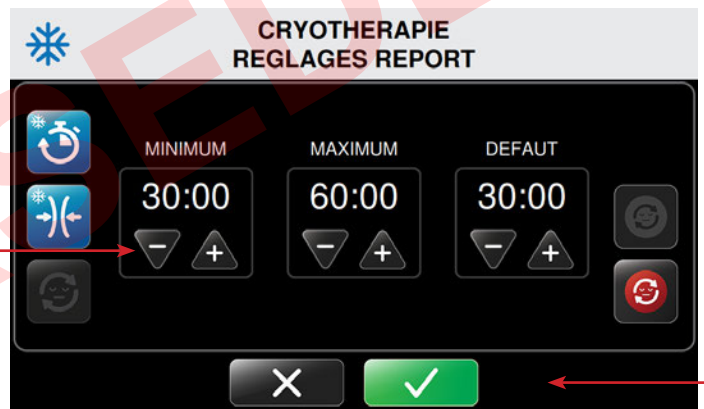 CRYOTHERAPIE
REGLAGES REPORT
MINIMUM MAXIMUM DEFAUT
30:00 60:00 30:00
- + - + - +